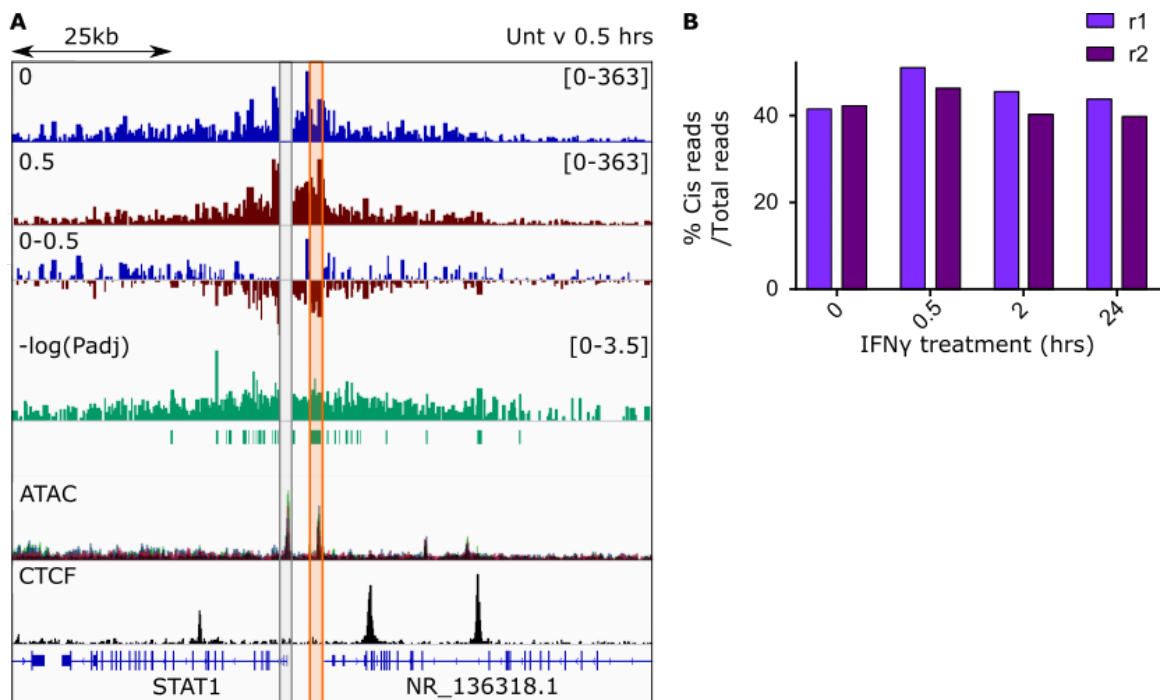 A
25kb
Unt v 0.5 hrs
0
[0-363]
0.5
[0-363]
0-0.5
-log(Padj)
[0-3.5]
ATAC
CTCF
STAT1
NR_136318.1
B
r1
r2
% Cis reads
/Total reads
40
20
0
0
0.5
2
24
IFNγ treatment (hrs)